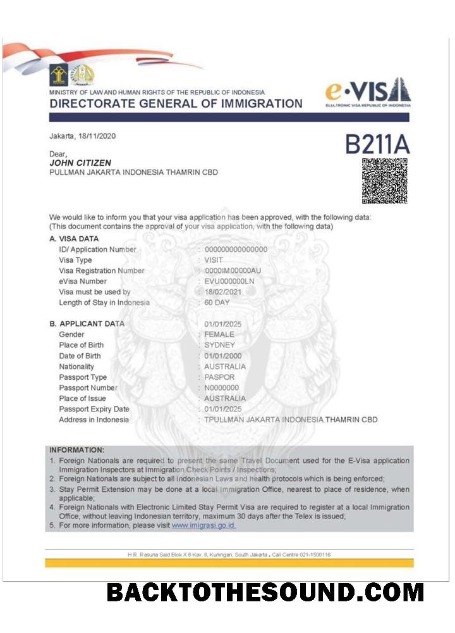 MINISTRY OF LAW AND HUMAN RIGHTS OF THE REPUBLIC OF INDONESIA
DIRECTORATE GENERAL OF IMMIGRATION
e-VISA
ELALTRONIC VISA REPUBLIC OF INDONESIA
Jakarta, 18/11/2020
B211A
Dear,
JOHN CITIZEN
PULLMAN JAKARTA INDONESIA THAMRIN CBD
We would like to inform you that your visa application has been approved, with the following data:
(This document contains the approval of your visa application, with the following data)
A. VISA DATA
ID/ Application Number : 000000000000000
Visa Type : VISIT
Visa Registration Number : 0000IM00000AU
eVisa Number : EVU000000LN
Visa must be used by : 18/02/2021
Length of Stay in Indonesia : 60 DAY
B. APPLICANT DATA : 01/01/2025
Gender : FEMALE
Place of Birth : SYDNEY
Date of Birth : 01/01/2000
Nationality : AUSTRALIA
Passport Type : PASPOR
Passport Number : N0000000
Place of Issue : AUSTRALIA
Passport Expiry Date : 01/01/2025
Address in Indonesia : TPULLMAN JAKARTA INDONESIA THAMRIN CBD
INFORMATION:
1. Foreign Nationals are required to present the same Travel Document used for the E-Visa application
Immigration Inspectors at Immigration Check Points / Inspections;
2. Foreign Nationals are subject to all Indonesian Laws and health protocols which is being enforced;
3. Stay Permit Extension may be done at a local Immigration Office, nearest to place of residence, when
applicable;
4. Foreign Nationals with Electronic Limited Stay Permit Visa are required to register at a local Immigration
Office, without leaving Indonesian territory, maximum 30 days after the Telex is issued;
5. For more information, please visit www.imigrasi.go.id.
H.R. Rasuna Said Blok X 6 Kav. 8, Kuningan, South Jakarta , Call Centre 021-1500116
BACKTOTHESOUND.COM